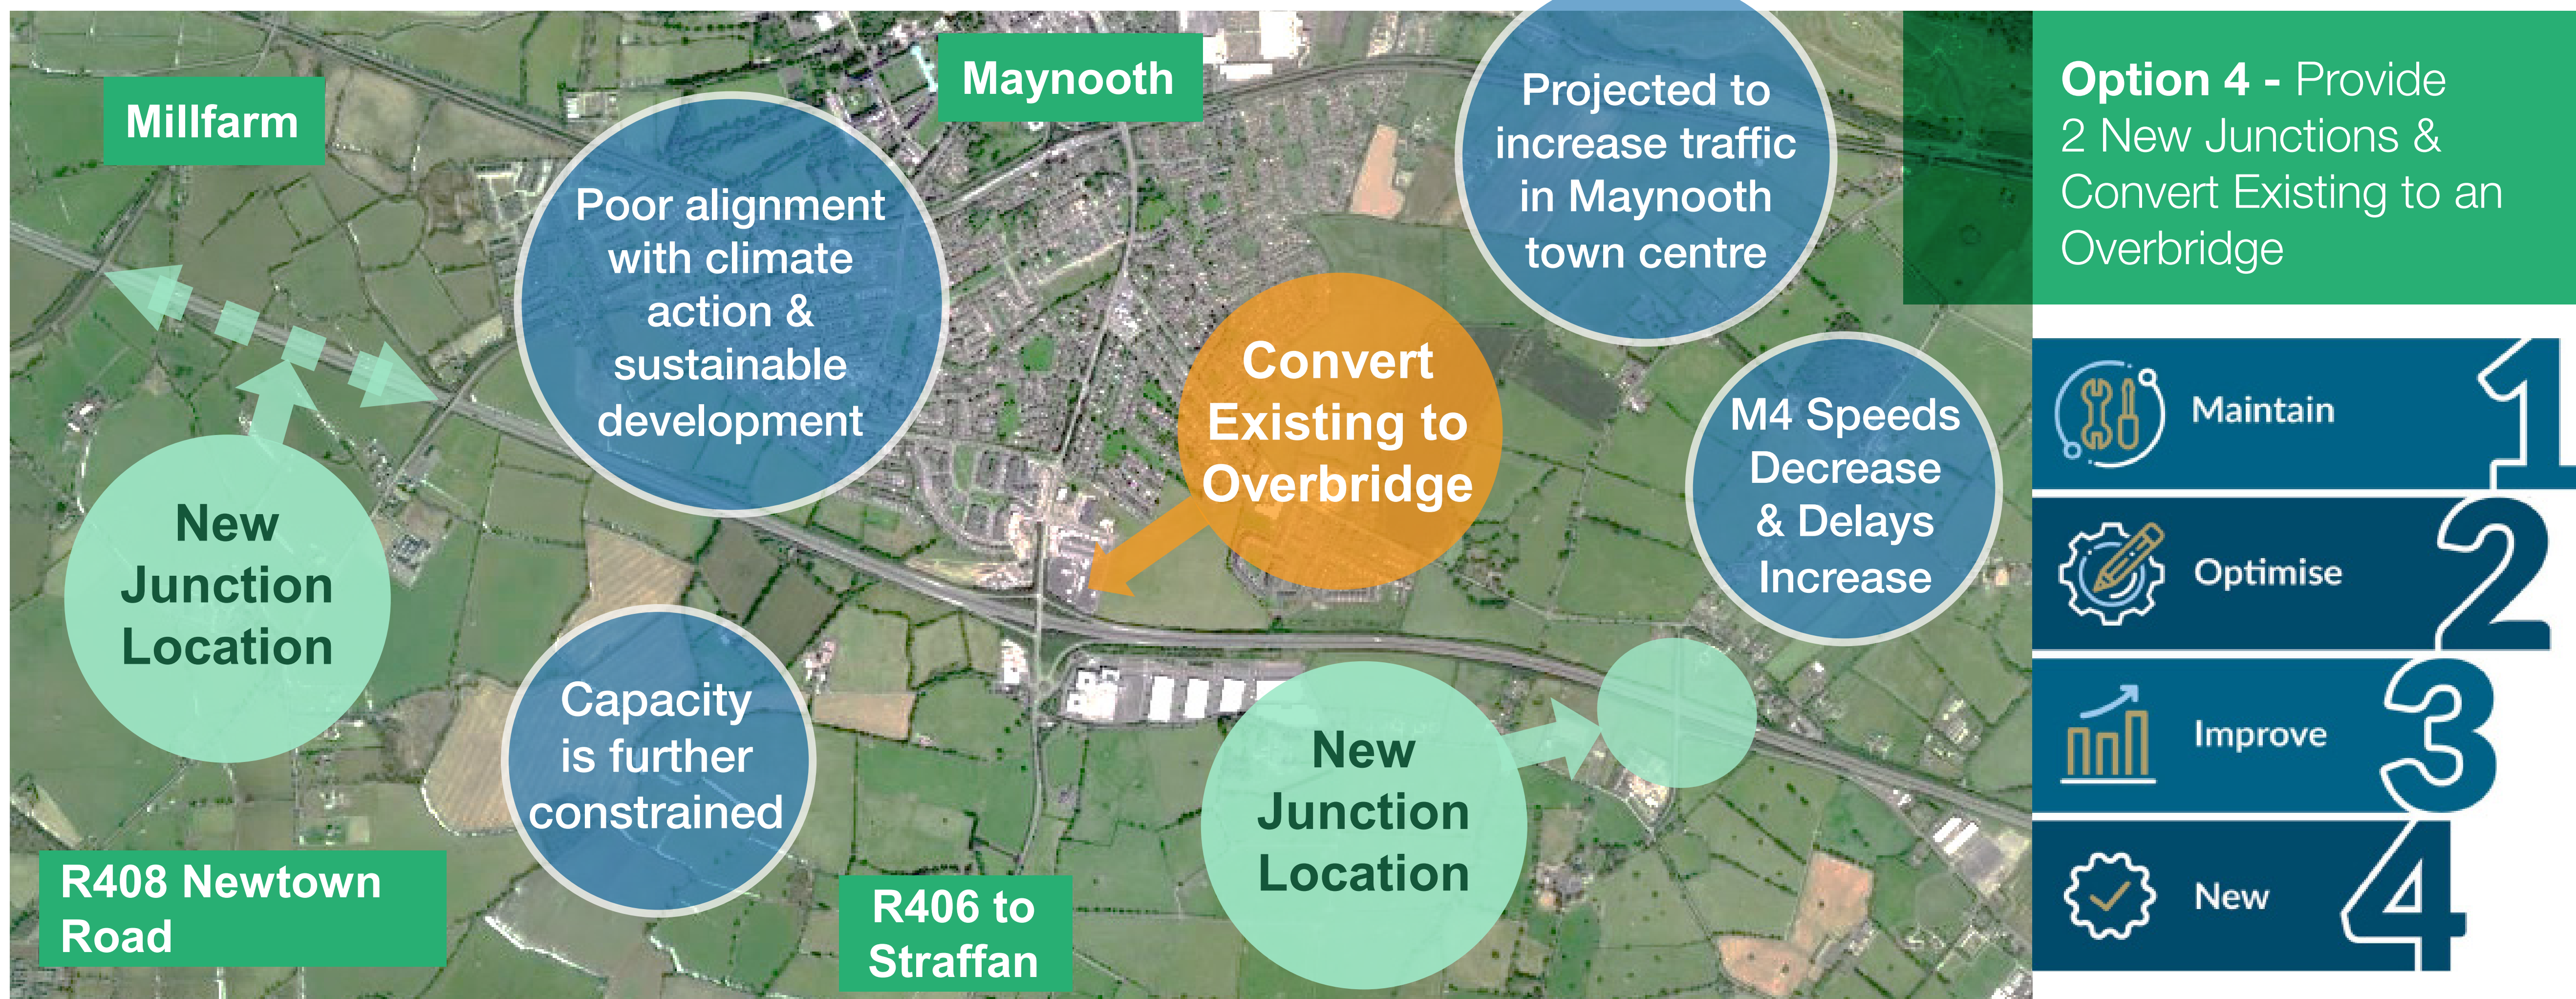 Millfarm
Maynooth
Poor alignment
with climate
action &
sustainable
development
Projected to
increase traffic
in Maynooth
town centre
Convert
Existing to
Overbridge
M4 Speeds
Decrease
& Delays
Increase
New
Junction
Location
Capacity
is further
constrained
New
Junction
Location
R408 Newtown
Road
R406 to
Straffan
Option 4 - Provide
2 New Junctions &
Convert Existing to an
Overbridge
Maintain 1
Optimise 2
Improve 3
New 4